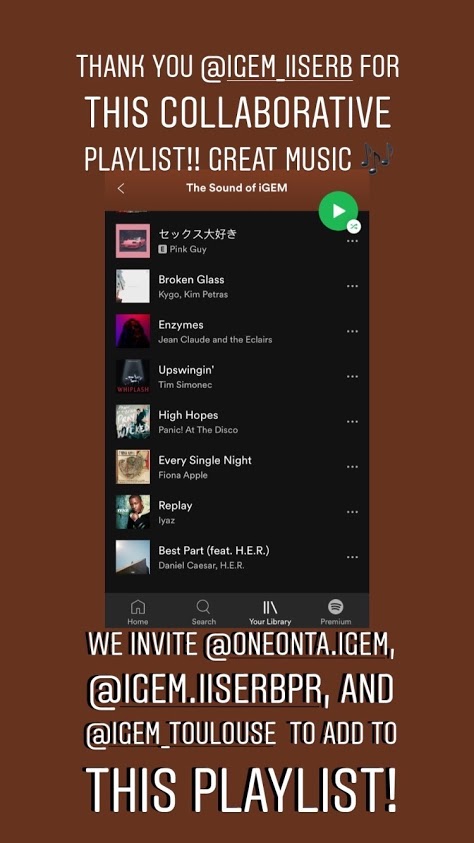 THANK YOU @IGEM_IISERB FOR
THIS COLLABORATIVE
PLAYLIST!! GREAT MUSIC 🎶
The Sound of iGEM
セックス大好き
E Pink Guy
Broken Glass
Kygo, Kim Petras
Enzymes
Jean Claude and the Eclairs
WHIPLASH
Upswingin'
Tim Simonec
High Hopes
Panic! At The Disco
Every Single Night
Fiona Apple
Replay
Iyaz
Best Part (feat. H.E.R.)
Daniel Caesar, H.E.R.
Home Search Your Library Premium
WE INVITE @ONEONTA.IGEM,
@IGEM.IISERBPR, AND
@IGEM_TOULOUSE TO ADD TO
THIS PLAYLIST!